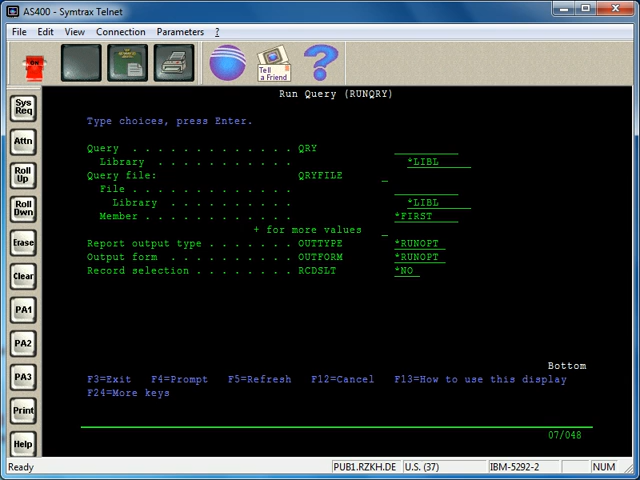 AS400 - Symtrax Telnet
File Edit View Connection Parameters ?
ON
Tell a Friend
Sys Req
Attn
Roll Up
Roll Dwn
Erase
Clear
PA1
PA2
PA3
Print
Help
Run Query (RUNQRY)
Type choices, press Enter.
Query . . . . . . . . . . . . . QRY
Library . . . . . . . . . . . *LIBL
Query file: QRYFILE
File . . . . . . . . . . . .
Library . . . . . . . . . . *LIBL
Member . . . . . . . . . . . *FIRST
+ for more values
Report output type . . . . . . . OUTTYPE *RUNOPT
Output form . . . . . . . . . . OUTFORM *RUNOPT
Record selection . . . . . . . . RCDSLT *NO
Bottom
F3=Exit F4=Prompt F5=Refresh F12=Cancel F13=How to use this display
F24=More keys
07/048
Ready PUB1.RZKH.DE U.S. (37) IBM-5292-2 NUM